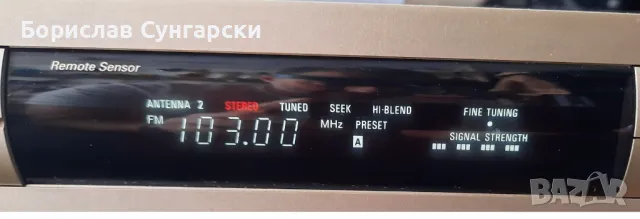 Борислав Сунгарски
Remote Sensor
ANTENNA 2 STEREO TUNED SEEK HI-BLEND FINE TUNING
FM 103.00 MHz PRESET
SIGNAL STRENGTH
A
BAZAR